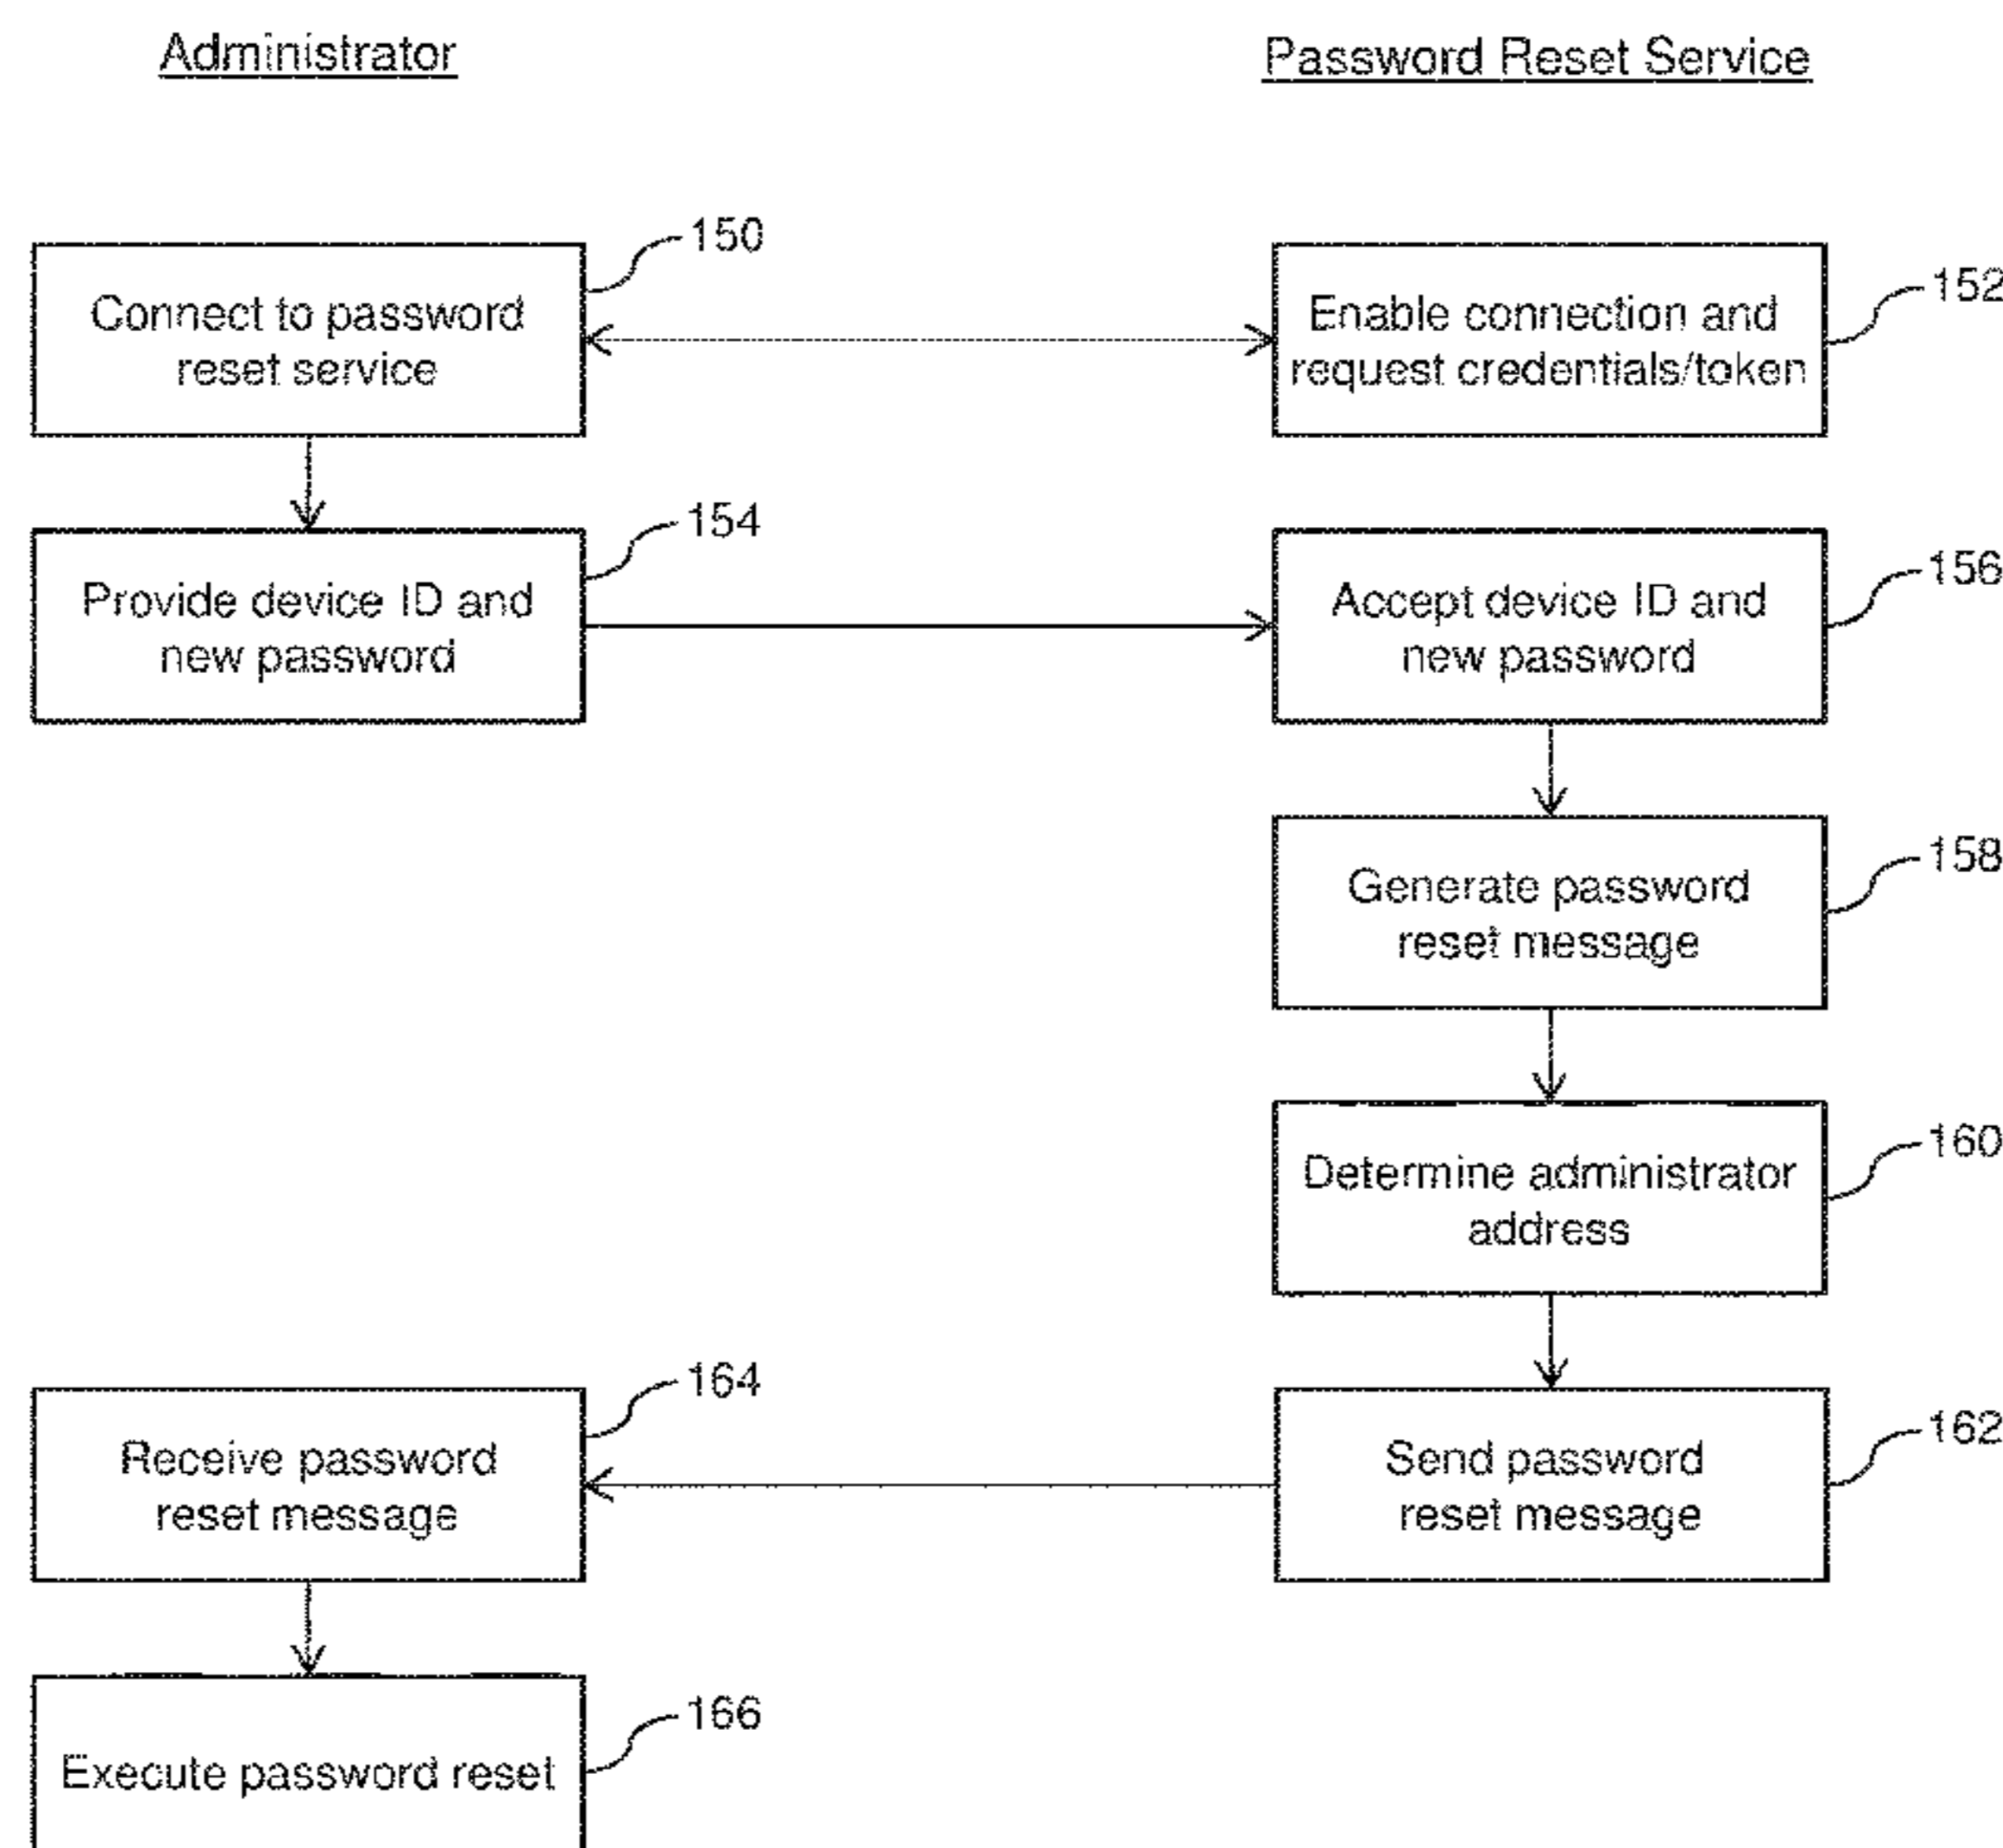 Administrator
Password Reset Service
150
Connect to password
reset service
152
Enable connection and
request credentials/token
154
Provide device ID and
new password
156
Accept device ID and
new password
158
Generate password
reset message
160
Determine administrator
address
164
Receive password
reset message
162
Send password
reset message
166
Execute password reset